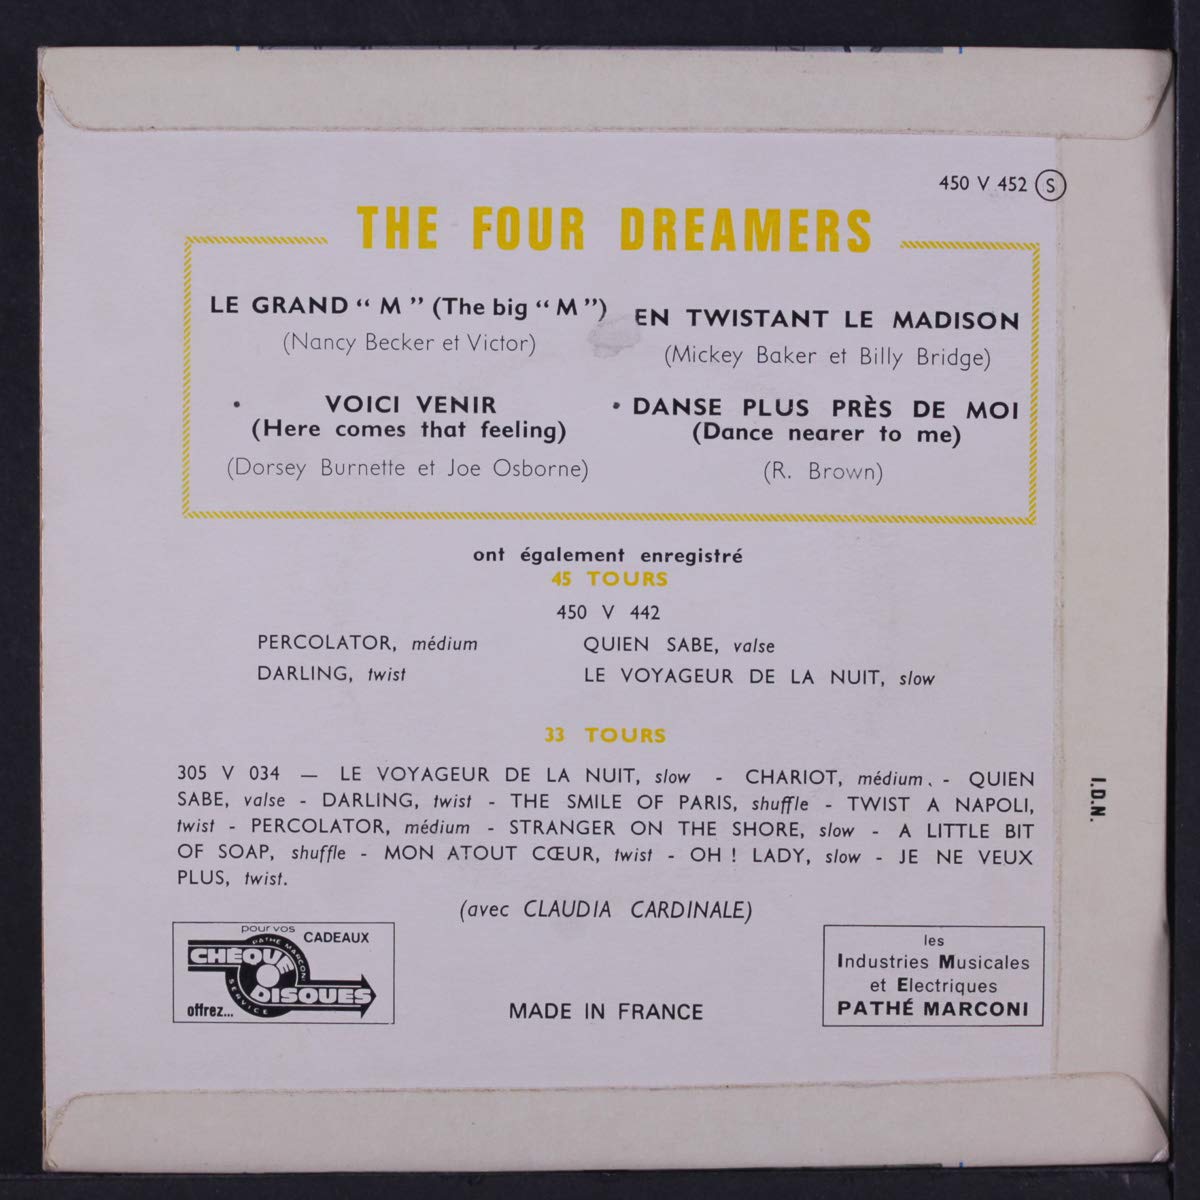 450 V 452 S
THE FOUR DREAMERS
LE GRAND “ M ” (The big “ M ”)
(Nancy Becker et Victor)
EN TWISTANT LE MADISON
(Mickey Baker et Billy Bridge)
• VOICI VENIR
(Here comes that feeling)
(Dorsey Burnette et Joe Osborne)
• DANSE PLUS PRÈS DE MOI
(Dance nearer to me)
(R. Brown)
ont également enregistré
45 TOURS
450 V 442
PERCOLATOR, médium
DARLING, twist
QUIEN SABE, valse
LE VOYAGEUR DE LA NUIT, slow
33 TOURS
305 V 034 — LE VOYAGEUR DE LA NUIT, slow - CHARIOT, médium. - QUIEN
SABE, valse - DARLING, twist - THE SMILE OF PARIS, shuffle - TWIST A NAPOLI,
twist - PERCOLATOR, médium - STRANGER ON THE SHORE, slow - A LITTLE BIT
OF SOAP, shuffle - MON ATOUT CŒUR, twist - OH ! LADY, slow - JE NE VEUX
PLUS, twist.
(avec CLAUDIA CARDINALE)
pour vos
CADEAUX
PATHÉ MARCONI
CHÈQUE
DISQUES
SERVICE
offrez...
MADE IN FRANCE
les
Industries Musicales
et Electriques
PATHÉ MARCONI
I.D.N.